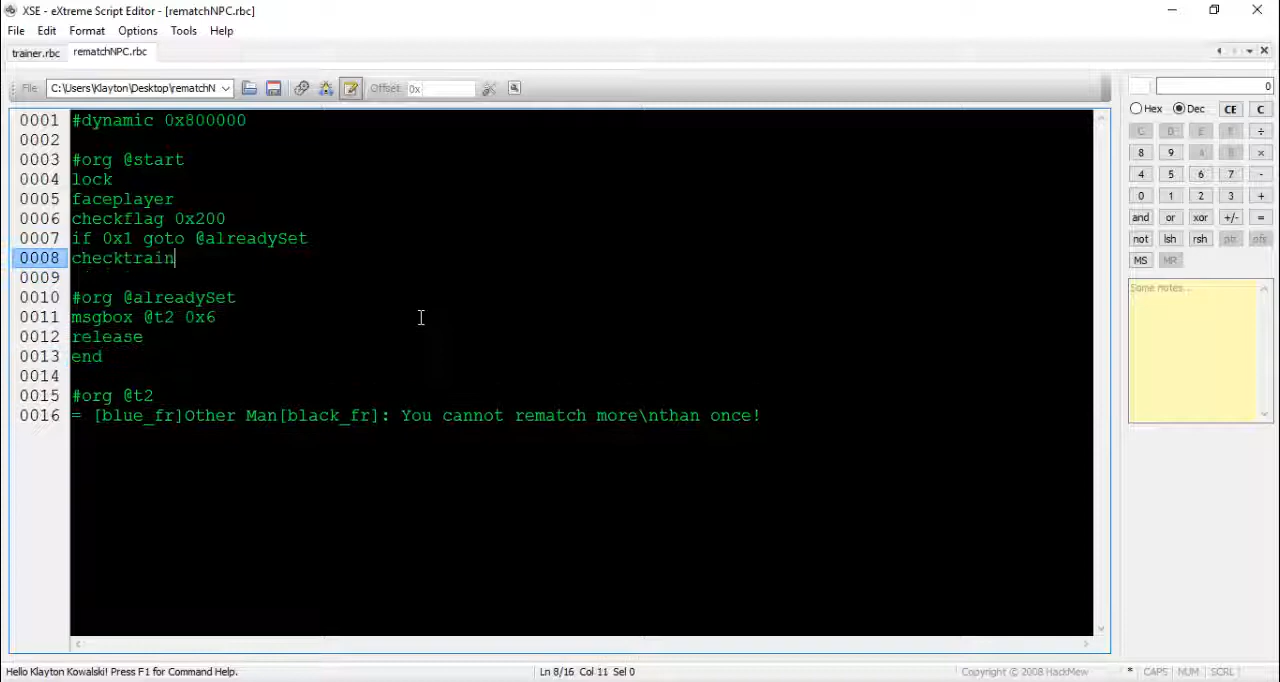 XSE - eXtreme Script Editor - [rematchNPC.rbc]
File Edit Format Options Tools Help
trainer.rbc rematchNPC.rbc
File: C:\Users\Klayton\Desktop\rematchN Offset: 0x
0
Hex Dec CE C
8 9 ÷
×
4 5 6 7 -
0 1 2 3 +
and or xor +/- =
not lsh rsh
MS MR
Some notes...
0001 #dynamic 0x800000
0002
0003 #org @start
0004 lock
0005 faceplayer
0006 checkflag 0x200
0007 if 0x1 goto @alreadySet
0008 checktrain
0009
0010 #org @alreadySet
0011 msgbox @t2 0x6
0012 release
0013 end
0014
0015 #org @t2
0016 = [blue_fr]Other Man[black_fr]: You cannot rematch more\nthan once!
Hello Klayton Kowalski! Press F1 for Command Help. Ln 8/16 Col 11 Sel 0 Copyright © 2008 HackMew * CAPS NUM SCRL